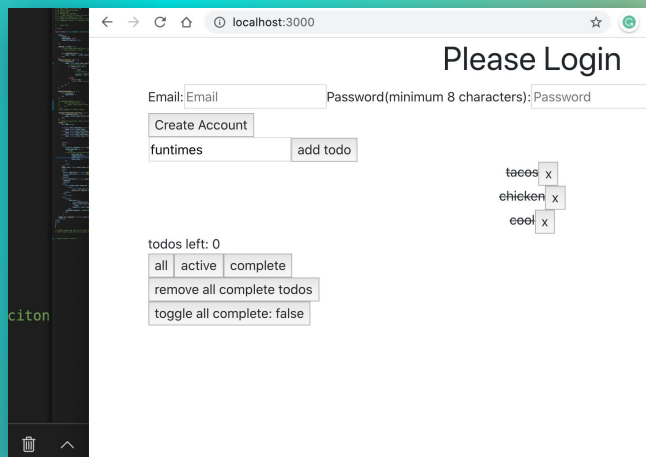 localhost:3000
Please Login
Email: Email Password(minimum 8 characters): Password
Create Account
funtimes add todo
tacos x
chicken x
cool x
todos left: 0
all active complete
remove all complete todos
toggle all complete: false
citon